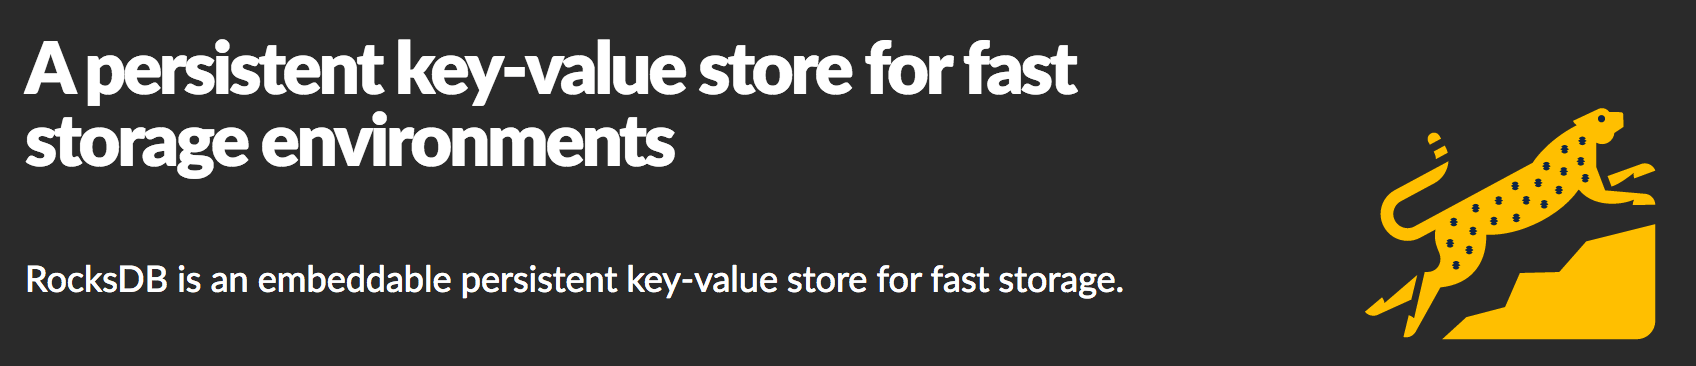 A persistent key-value store for fast
storage environments
RocksDB is an embeddable persistent key-value store for fast storage.